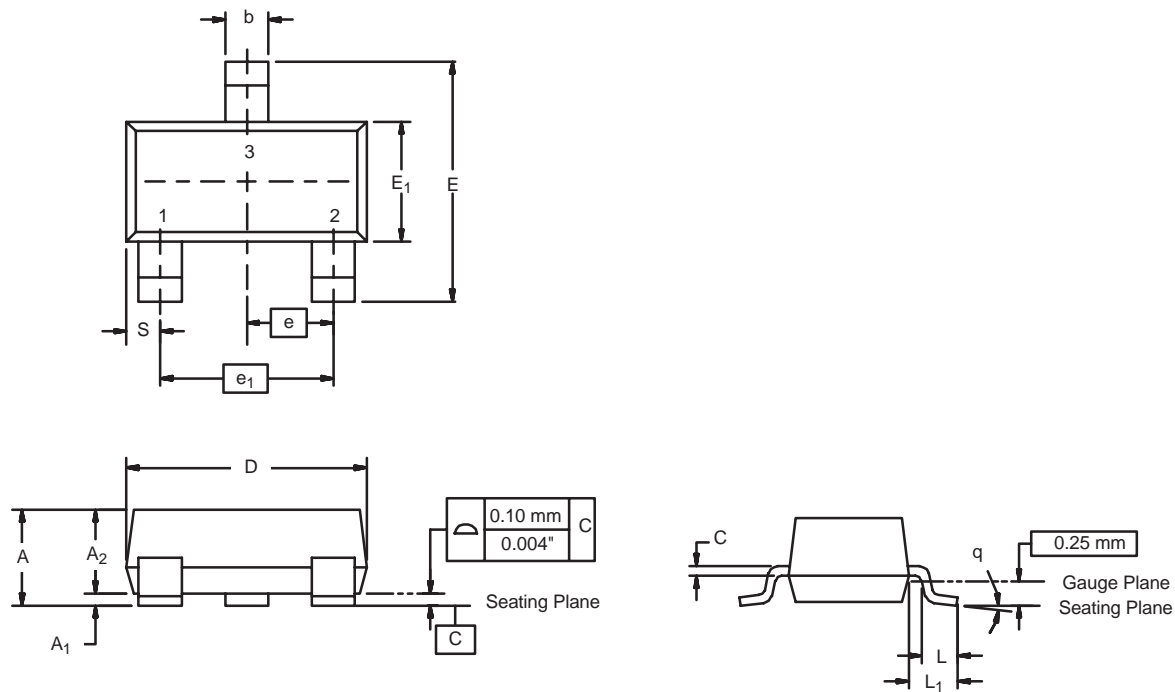 b
3
E₁
E
1
2
S
e
e₁
D
A
A₂
0.10 mm
C
0.004"
Seating Plane
A₁
C
C
q
0.25 mm
Gauge Plane
Seating Plane
L
L₁